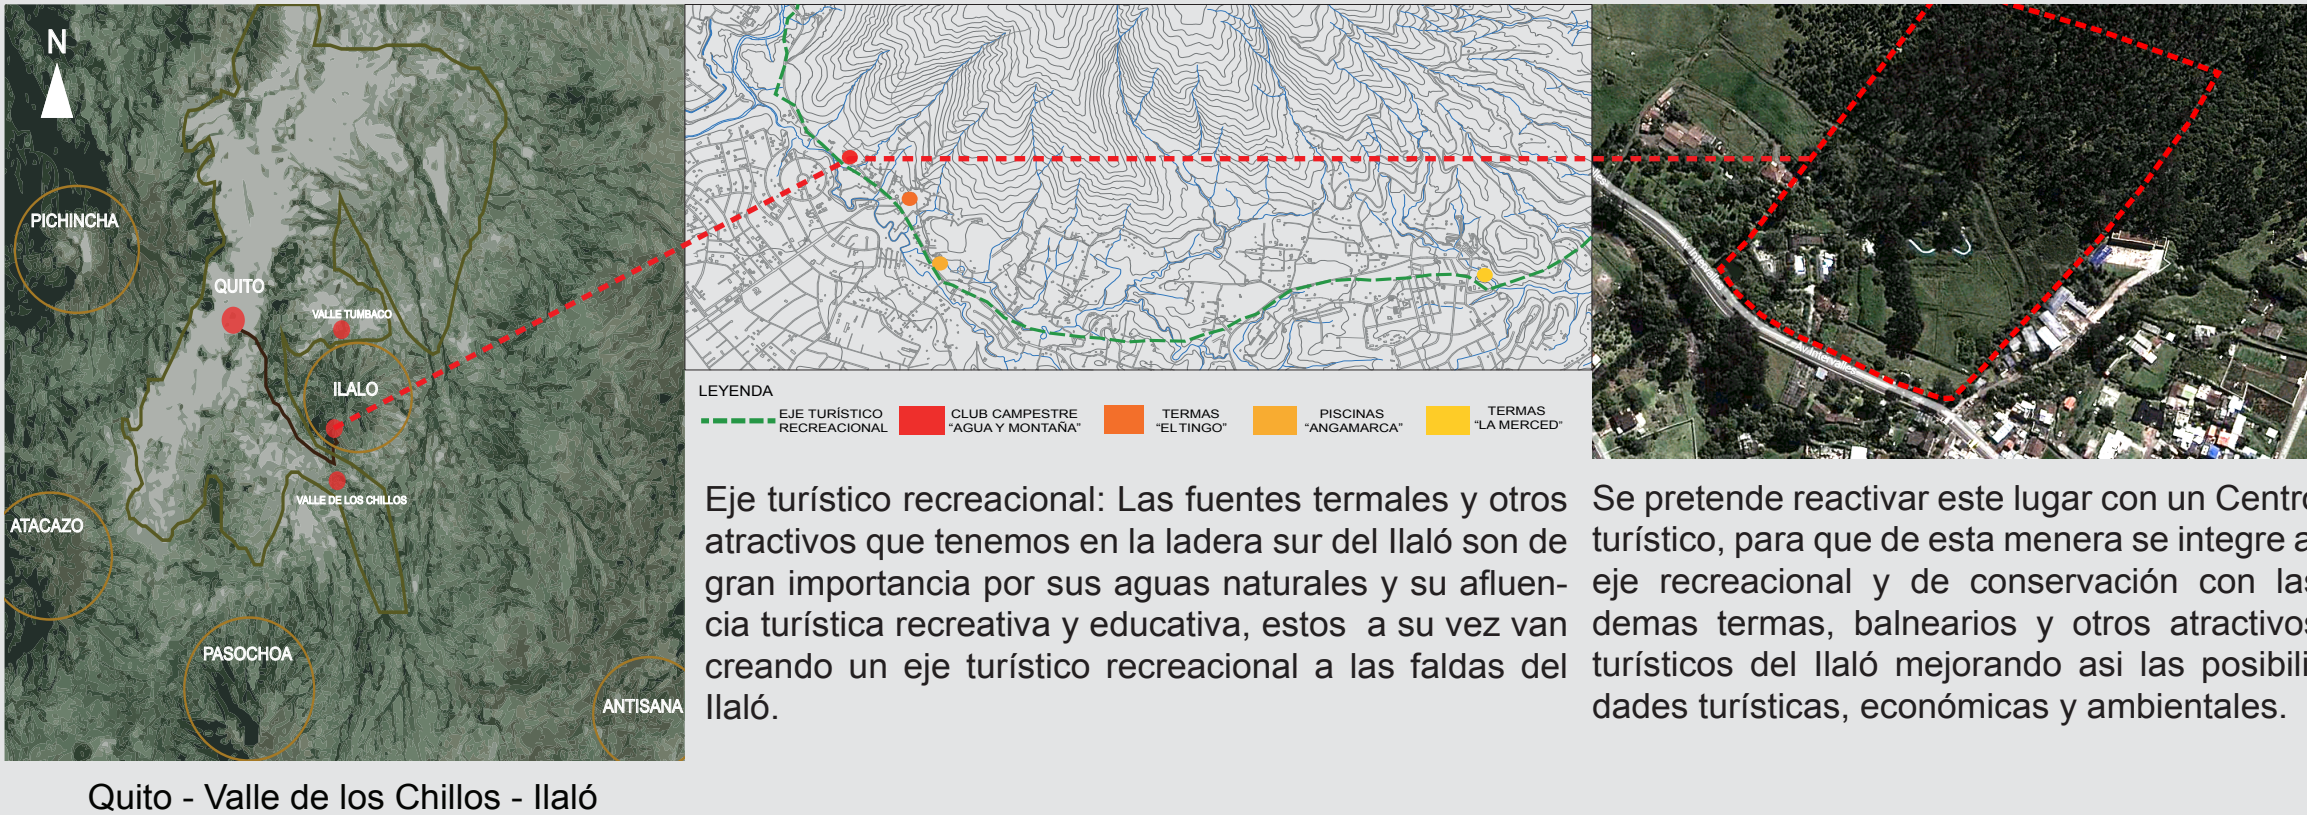 N
PICHINCHA
QUITO
VALLE TUMBACO
ILALO
VALLE DE LOS CHILLOS
ATACAZO
PASOCHOA
ANTISANA
Quito - Valle de los Chillos - Ilaló
LEYENDA
EJE TURÍSTICO
RECREACIONAL
CLUB CAMPESTRE
“AGUA Y MONTAÑA”
TERMAS
“EL TINGO”
PISCINAS
“ANGAMARCA”
TERMAS
“LA MERCED”
Eje turístico recreacional: Las fuentes termales y otros
atractivos que tenemos en la ladera sur del Ilaló son de
gran importancia por sus aguas naturales y su afluen-
cia turística recreativa y educativa, estos a su vez van
creando un eje turístico recreacional a las faldas del
Ilaló.
Av. Intervalles
Av. Intervalles
Se pretende reactivar este lugar con un Centro
turístico, para que de esta menera se integre a
eje recreacional y de conservación con las
demas termas, balnearios y otros atractivos
turísticos del Ilaló mejorando asi las posibili
dades turísticas, económicas y ambientales.